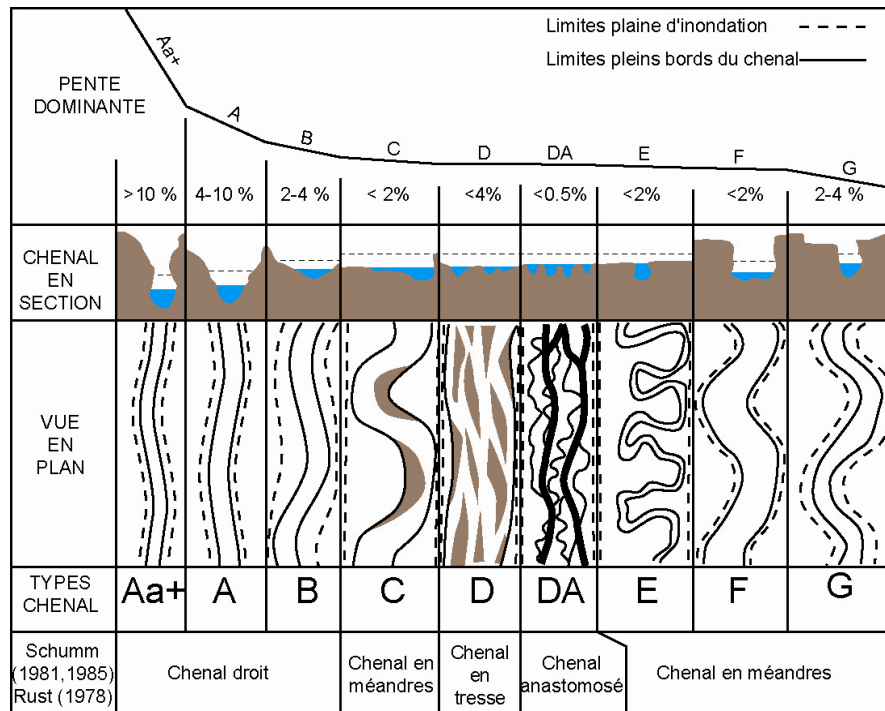 Limites plaine d'inondation
Limites pleins bords du chenal
PENTE
DOMINANTE
Aa+
A
B
C
D
DA
E
F
G
>10 %
4-10 %
2-4 %
< 2%
<4%
<0.5%
<2%
<2%
2-4%
CHENAL
EN
SECTION
VUE
EN
PLAN
TYPES
CHENAL
Aa+
A
B
C
D
DA
E
F
G
Schumm
(1981,1985)
Rust (1978)
Chenal droit
Chenal en
méandres
Chenal
en
tresse
Chenal
anastomosé
Chenal en méandres